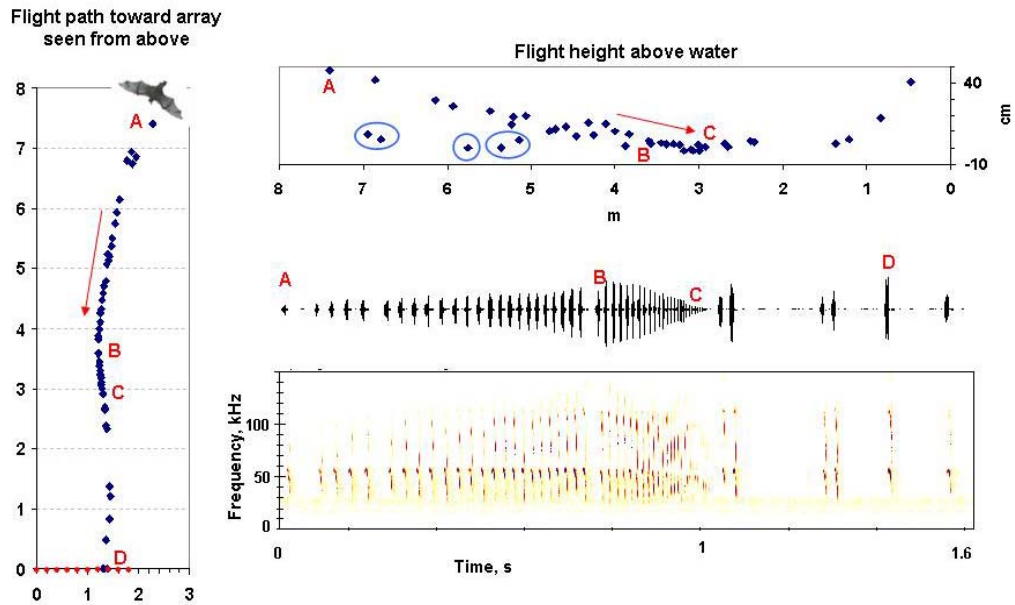 Flight path toward array
seen from above
8
7
6
5
4
3
2
1
0
0 1 2 3
A
B
C
D
Flight height above water
40
cm
-10
A
B
C
8 7 6 5 4 3 2 1 0
m
A
B
C
D
Frequency, kHz
100
50
0
0 1 1.6
Time, s